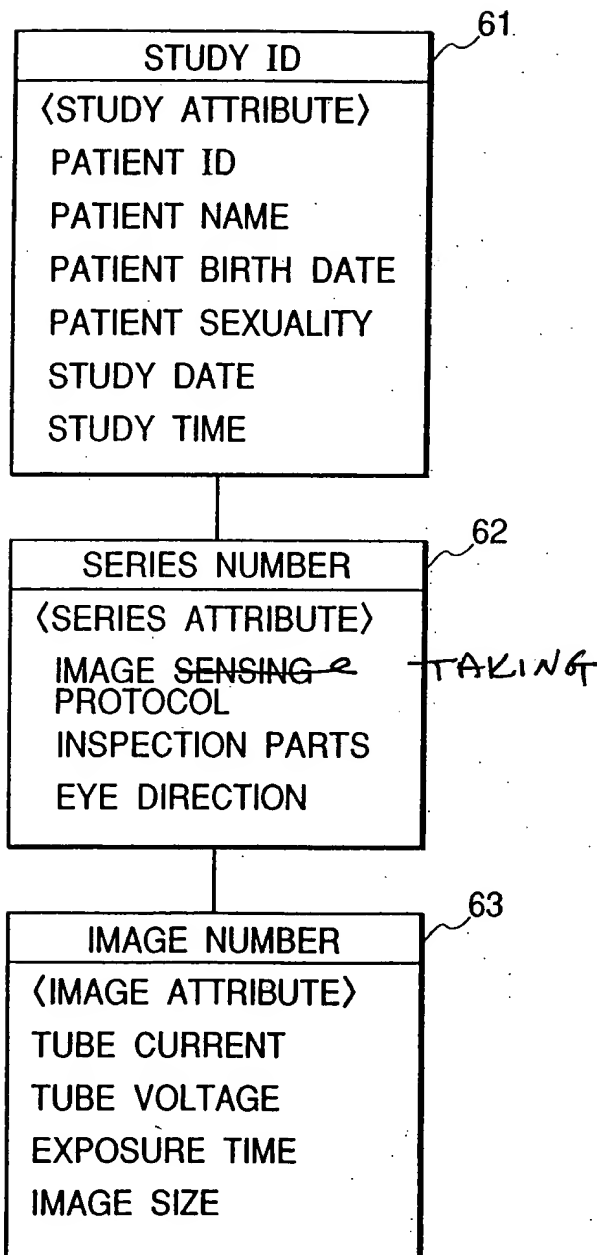 61
STUDY ID
〈STUDY ATTRIBUTE〉
PATIENT ID
PATIENT NAME
PATIENT BIRTH DATE
PATIENT SEXUALITY
STUDY DATE
STUDY TIME
62
SERIES NUMBER
〈SERIES ATTRIBUTE〉
IMAGE SENSING TAKING
PROTOCOL
INSPECTION PARTS
EYE DIRECTION
63
IMAGE NUMBER
〈IMAGE ATTRIBUTE〉
TUBE CURRENT
TUBE VOLTAGE
EXPOSURE TIME
IMAGE SIZE